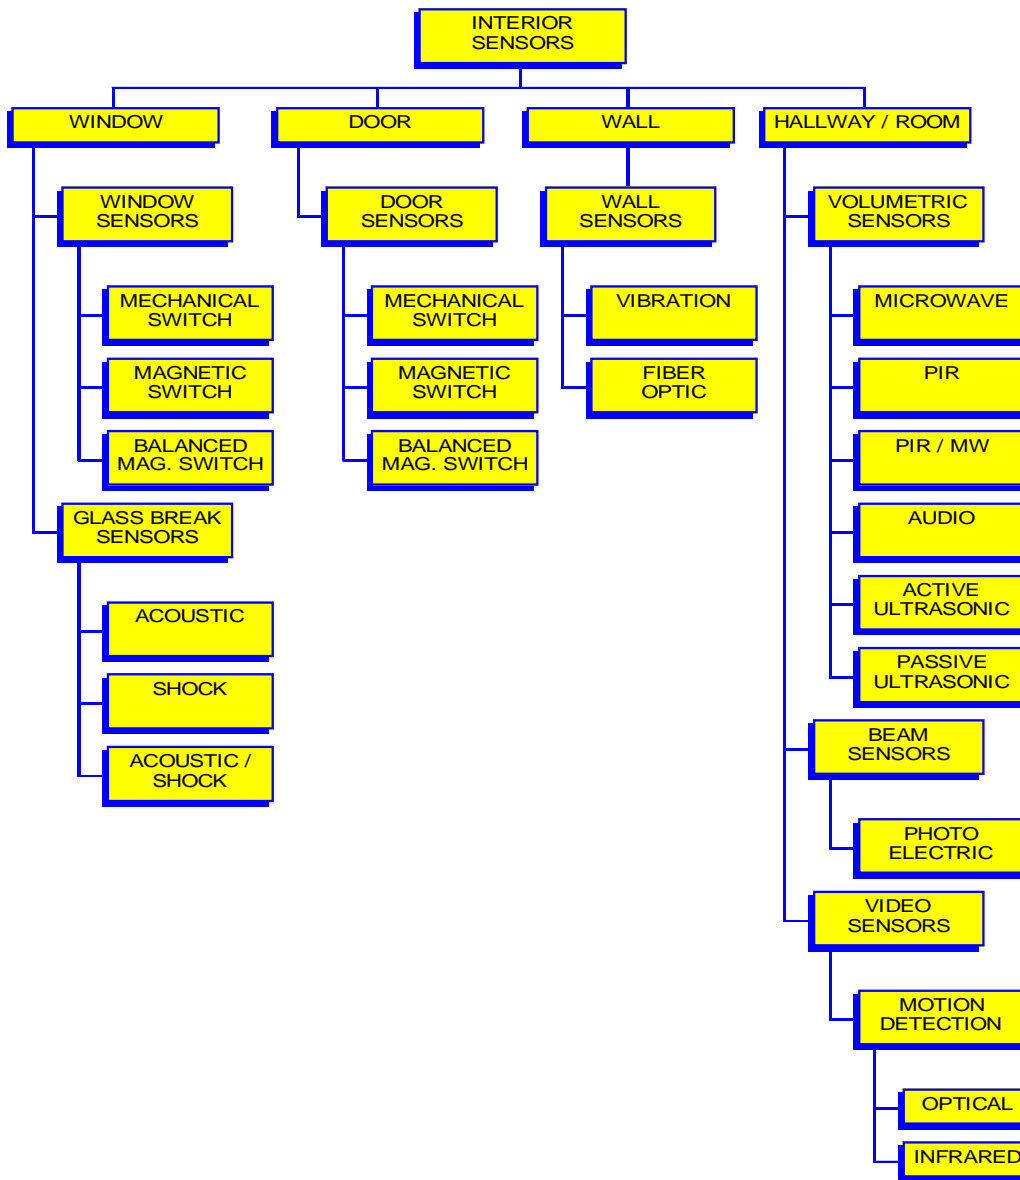 INTERIOR
SENSORS
WINDOW
DOOR
WALL
HALLWAY / ROOM
WINDOW
SENSORS
DOOR
SENSORS
WALL
SENSORS
VOLUMETRIC
SENSORS
MECHANICAL
SWITCH
MECHANICAL
SWITCH
VIBRATION
MICROWAVE
MAGNETIC
SWITCH
MAGNETIC
SWITCH
FIBER
OPTIC
PIR
BALANCED
MAG. SWITCH
BALANCED
MAG. SWITCH
PIR / MW
GLASS BREAK
SENSORS
AUDIO
ACOUSTIC
ACTIVE
ULTRASONIC
SHOCK
PASSIVE
ULTRASONIC
ACOUSTIC /
SHOCK
BEAM
SENSORS
PHOTO
ELECTRIC
VIDEO
SENSORS
MOTION
DETECTION
OPTICAL
INFRARED